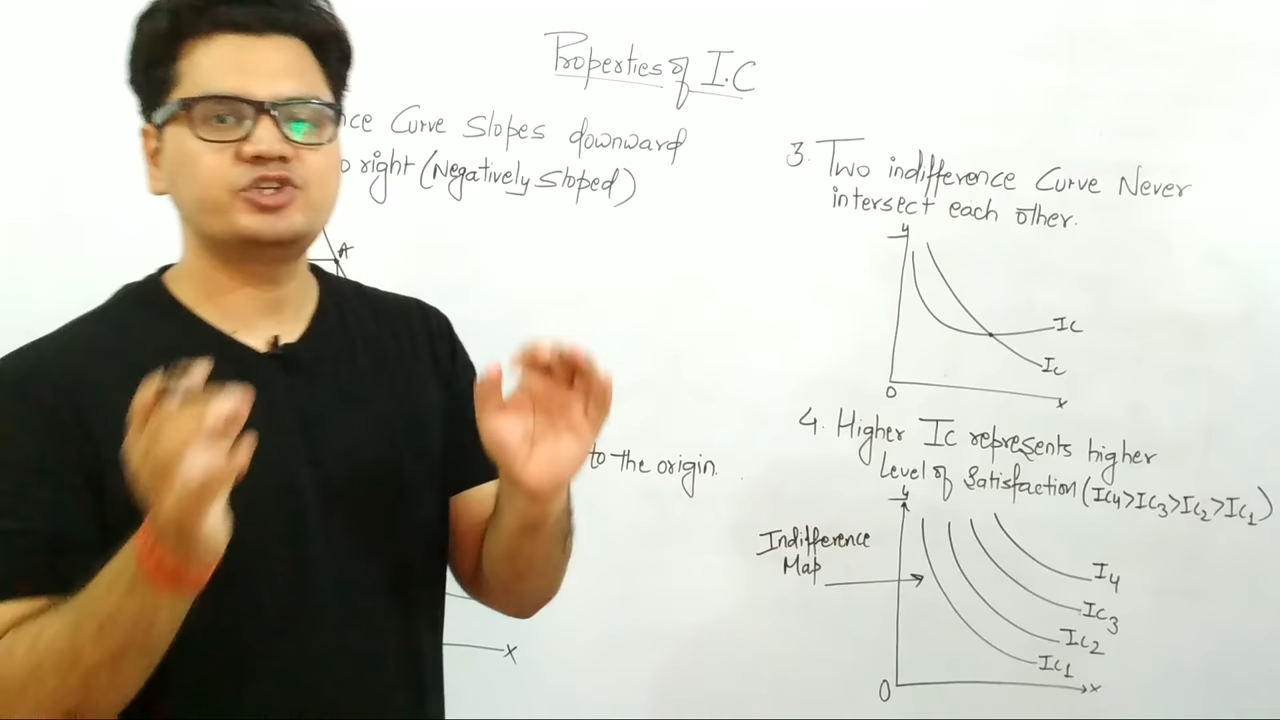 Properties of I.C
nce Curve Slopes downward
o right (Negatively Sloped)
A
to the origin.
X
3. Two indifference Curve Never
intersect each other.
y
Ic
Ic
0
x
4. Higher Ic represents higher
Level of Satisfaction (Ic4>Ic3>Ic2>Ic1)
y
Indifference
Map
I4
Ic3
Ic2
Ic1
0
x